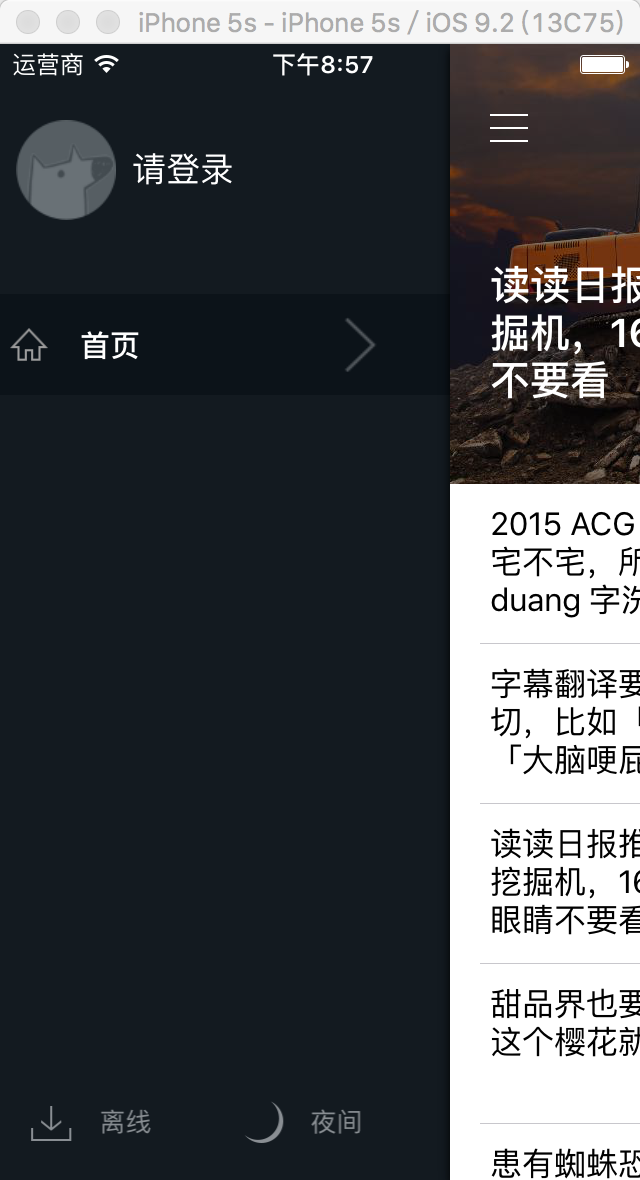 iPhone 5s - iPhone 5s / iOS 9.2 (13C75)
运营商
下午8:57
请登录
首页
离线
夜间
读读日报
掘机，16
不要看
2015 ACG
宅不宅，所
duang 字洗
字幕翻译要
切，比如「
「大脑哽屁
读读日报推
挖掘机，16
眼睛不要看
甜品界也要
这个樱花就
患有蜘蛛恐